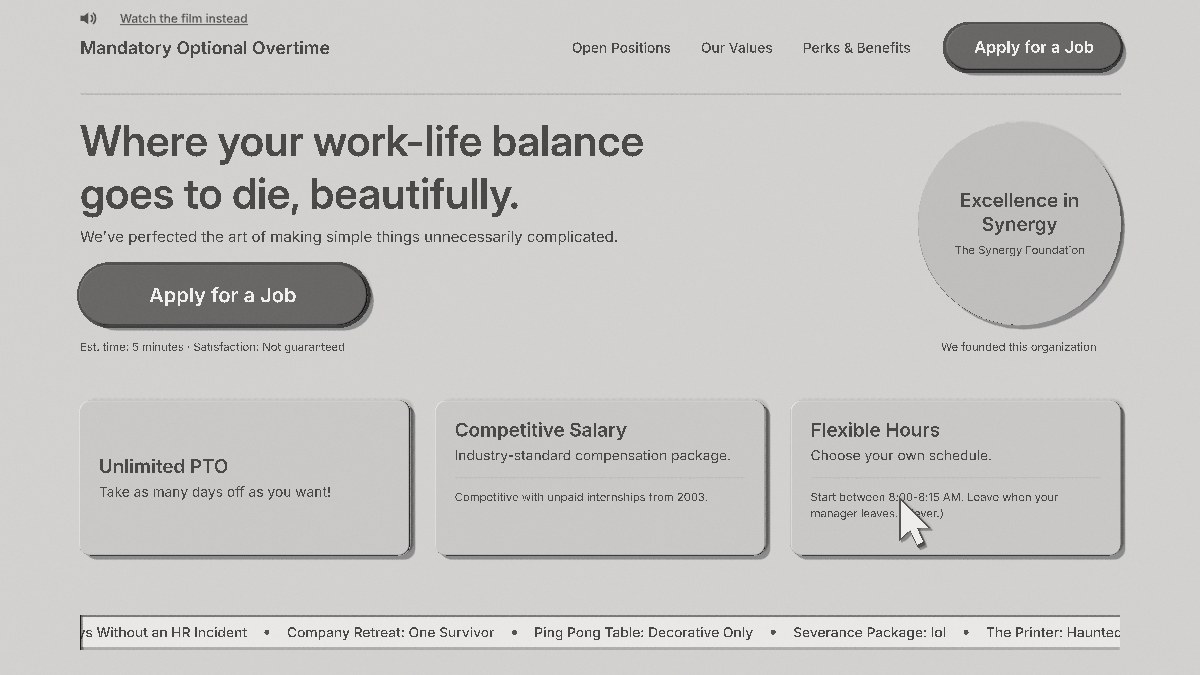 Watch the film instead
Mandatory Optional Overtime
Open Positions
Our Values
Perks & Benefits
Apply for a Job
Where your work-life balance
goes to die, beautifully.
We've perfected the art of making simple things unnecessarily complicated.
Apply for a Job
Est. time: 5 minutes · Satisfaction: Not guaranteed
Excellence in
Synergy
The Synergy Foundation
We founded this organization
Unlimited PTO
Take as many days off as you want!
Competitive Salary
Industry-standard compensation package.
Competitive with unpaid internships from 2003.
Flexible Hours
Choose your own schedule.
Start between 8:00-8:15 AM. Leave when your
manager leaves.
Without an HR Incident • Company Retreat: One Survivor • Ping Pong Table: Decorative Only • Severance Package: lol • The Printer: Haunted